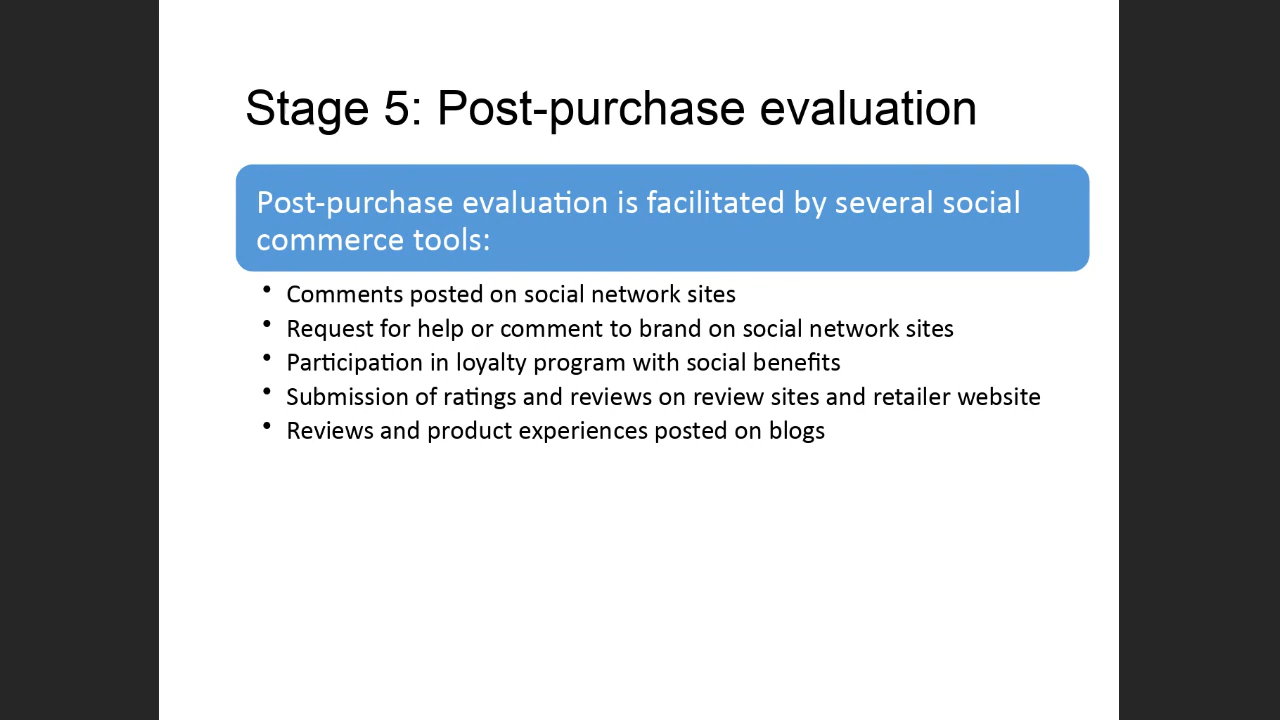 Stage 5: Post-purchase evaluation
Post-purchase evaluation is facilitated by several social
commerce tools:
• Comments posted on social network sites
• Request for help or comment to brand on social network sites
• Participation in loyalty program with social benefits
• Submission of ratings and reviews on review sites and retailer website
• Reviews and product experiences posted on blogs